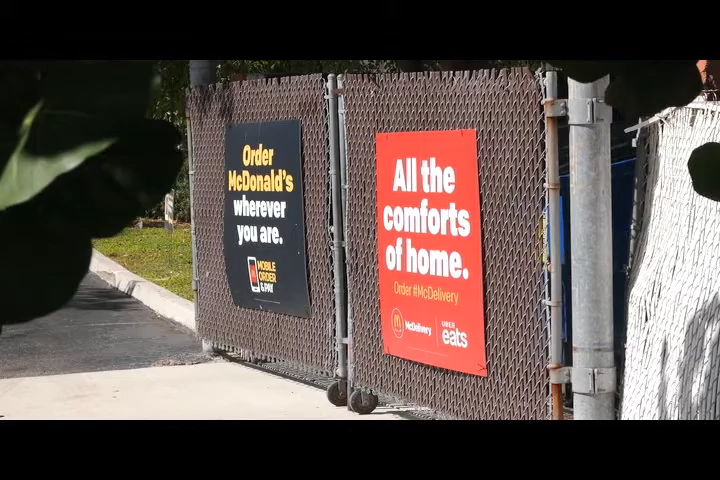 Order
McDonald's
wherever
you are.
MOBILE
ORDER
& PAY
All the
comforts
of home.
Order #McDelivery
McDelivery
UBER
eats